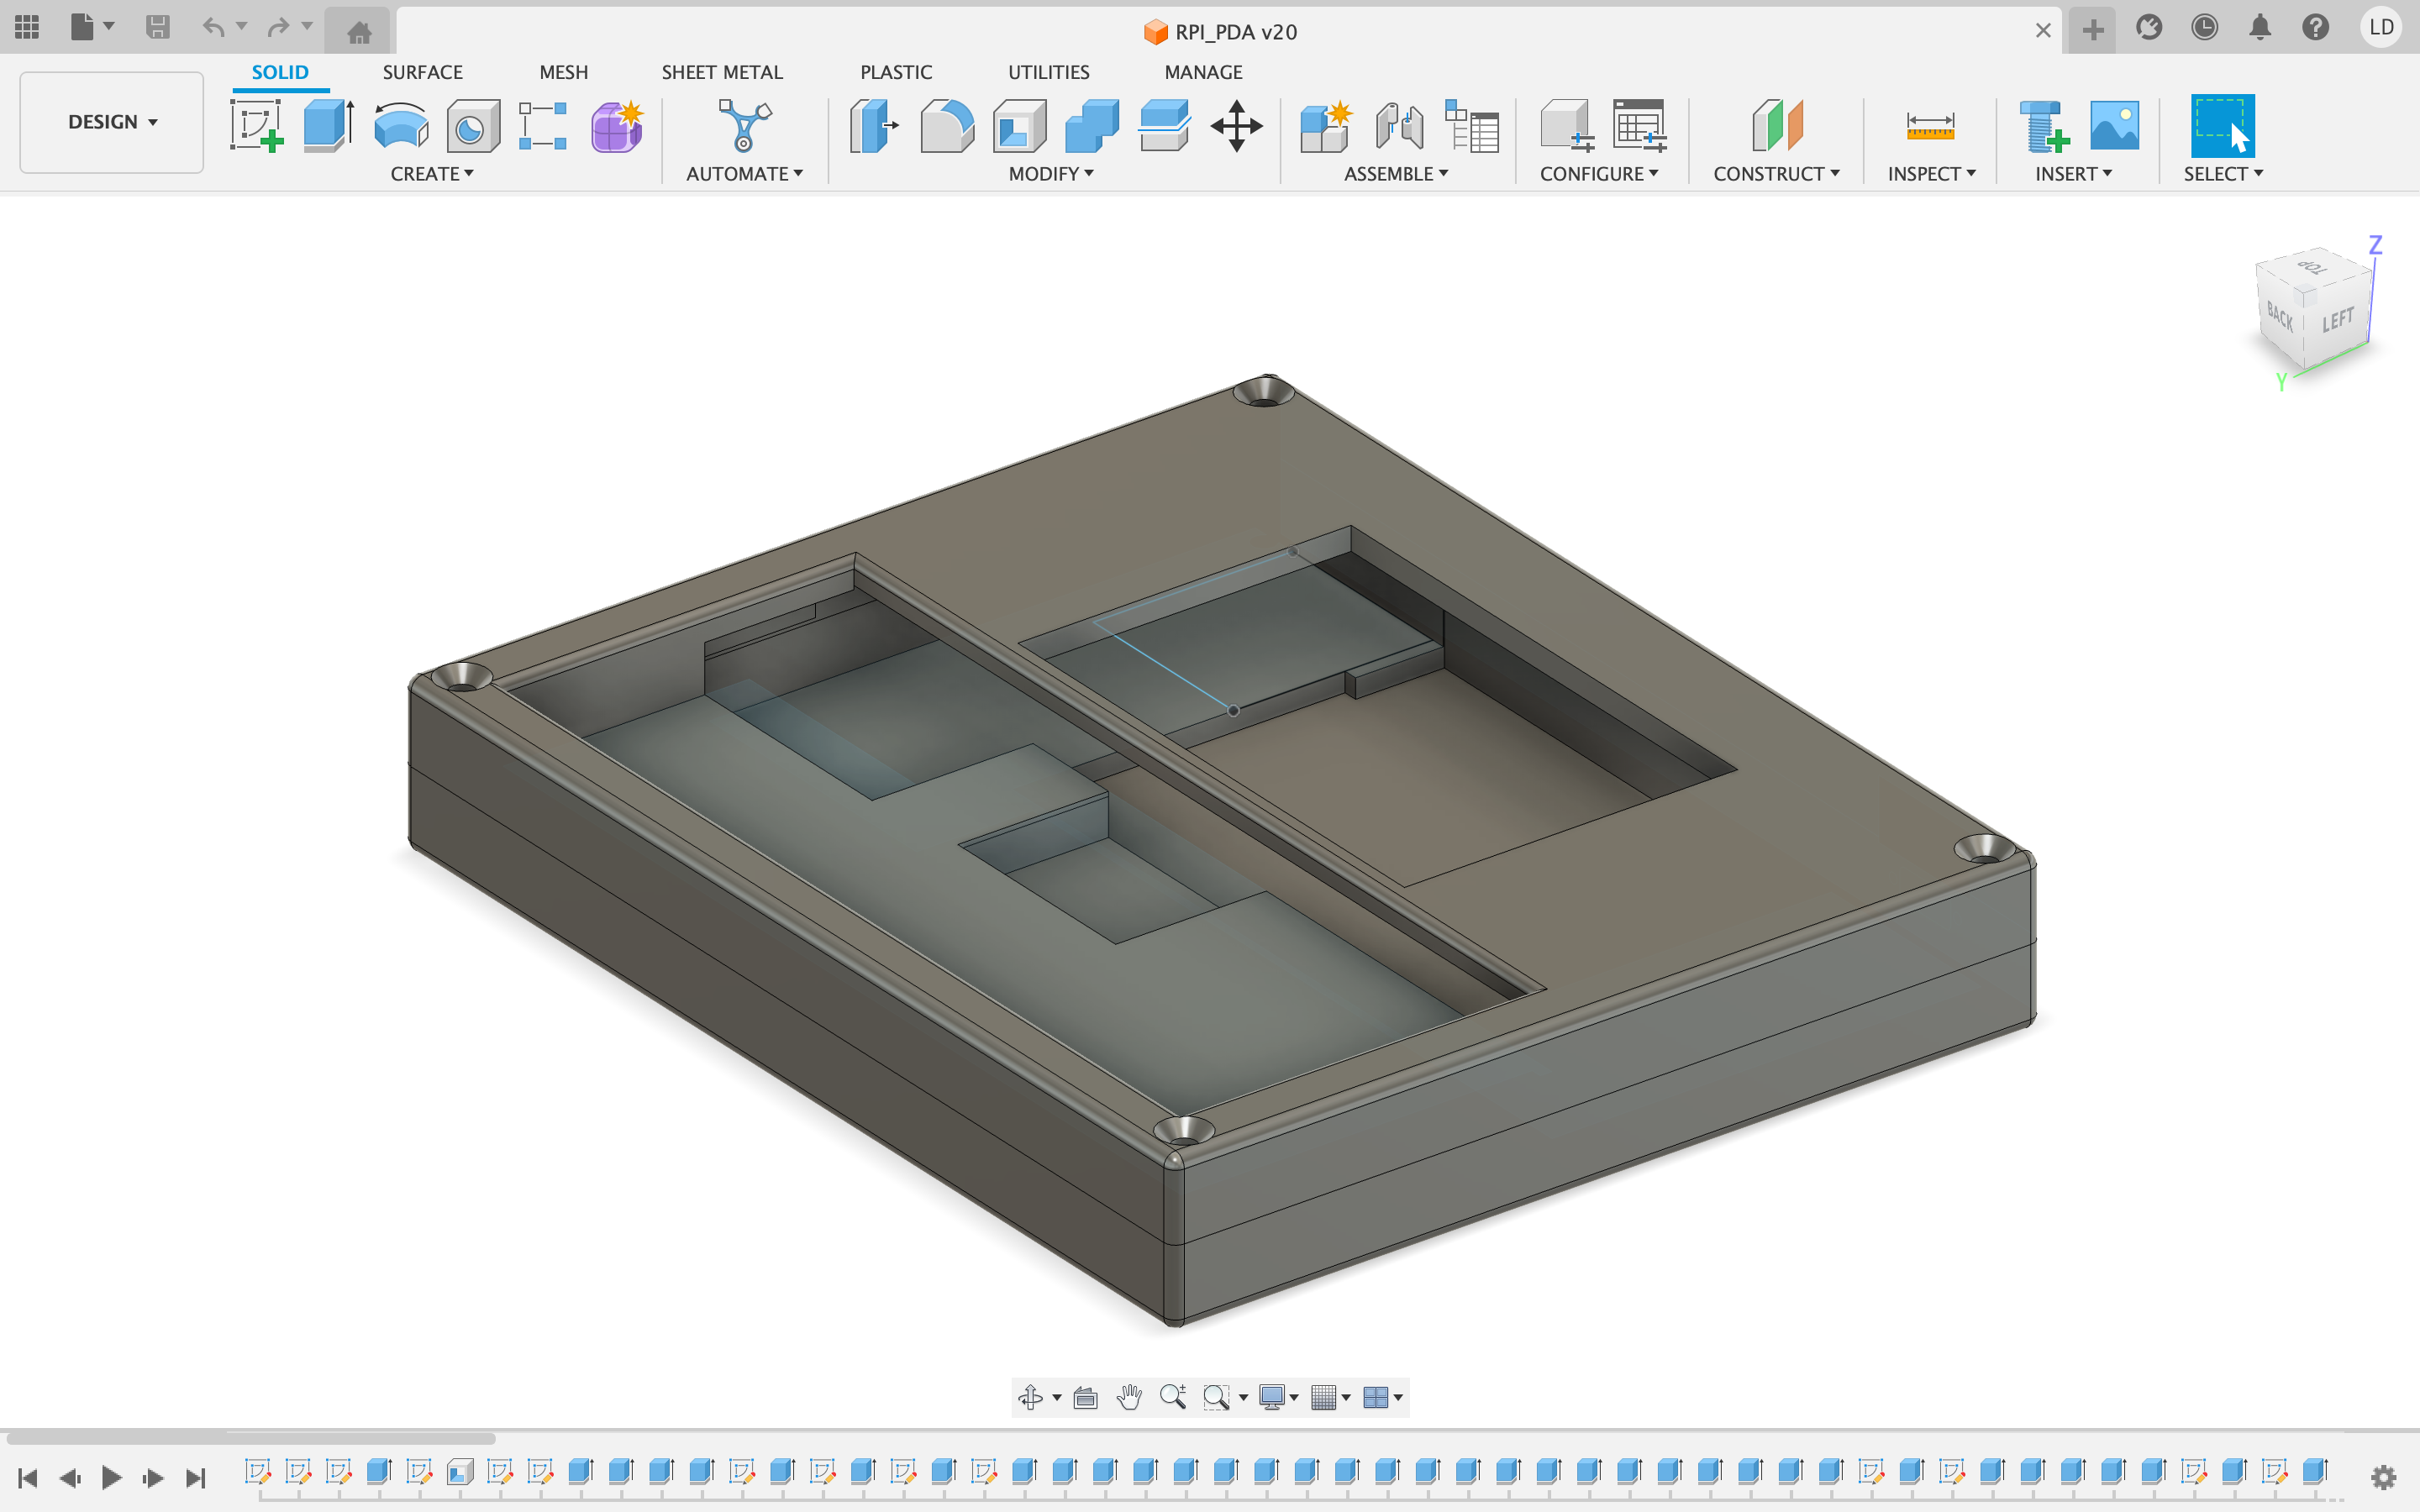 RPI_PDA v20
LD
DESIGN
SOLID
SURFACE
MESH
SHEET METAL
PLASTIC
UTILITIES
MANAGE
CREATE
AUTOMATE
MODIFY
ASSEMBLE
CONFIGURE
CONSTRUCT
INSPECT
INSERT
SELECT
Z
TOP
BACK
LEFT
Y